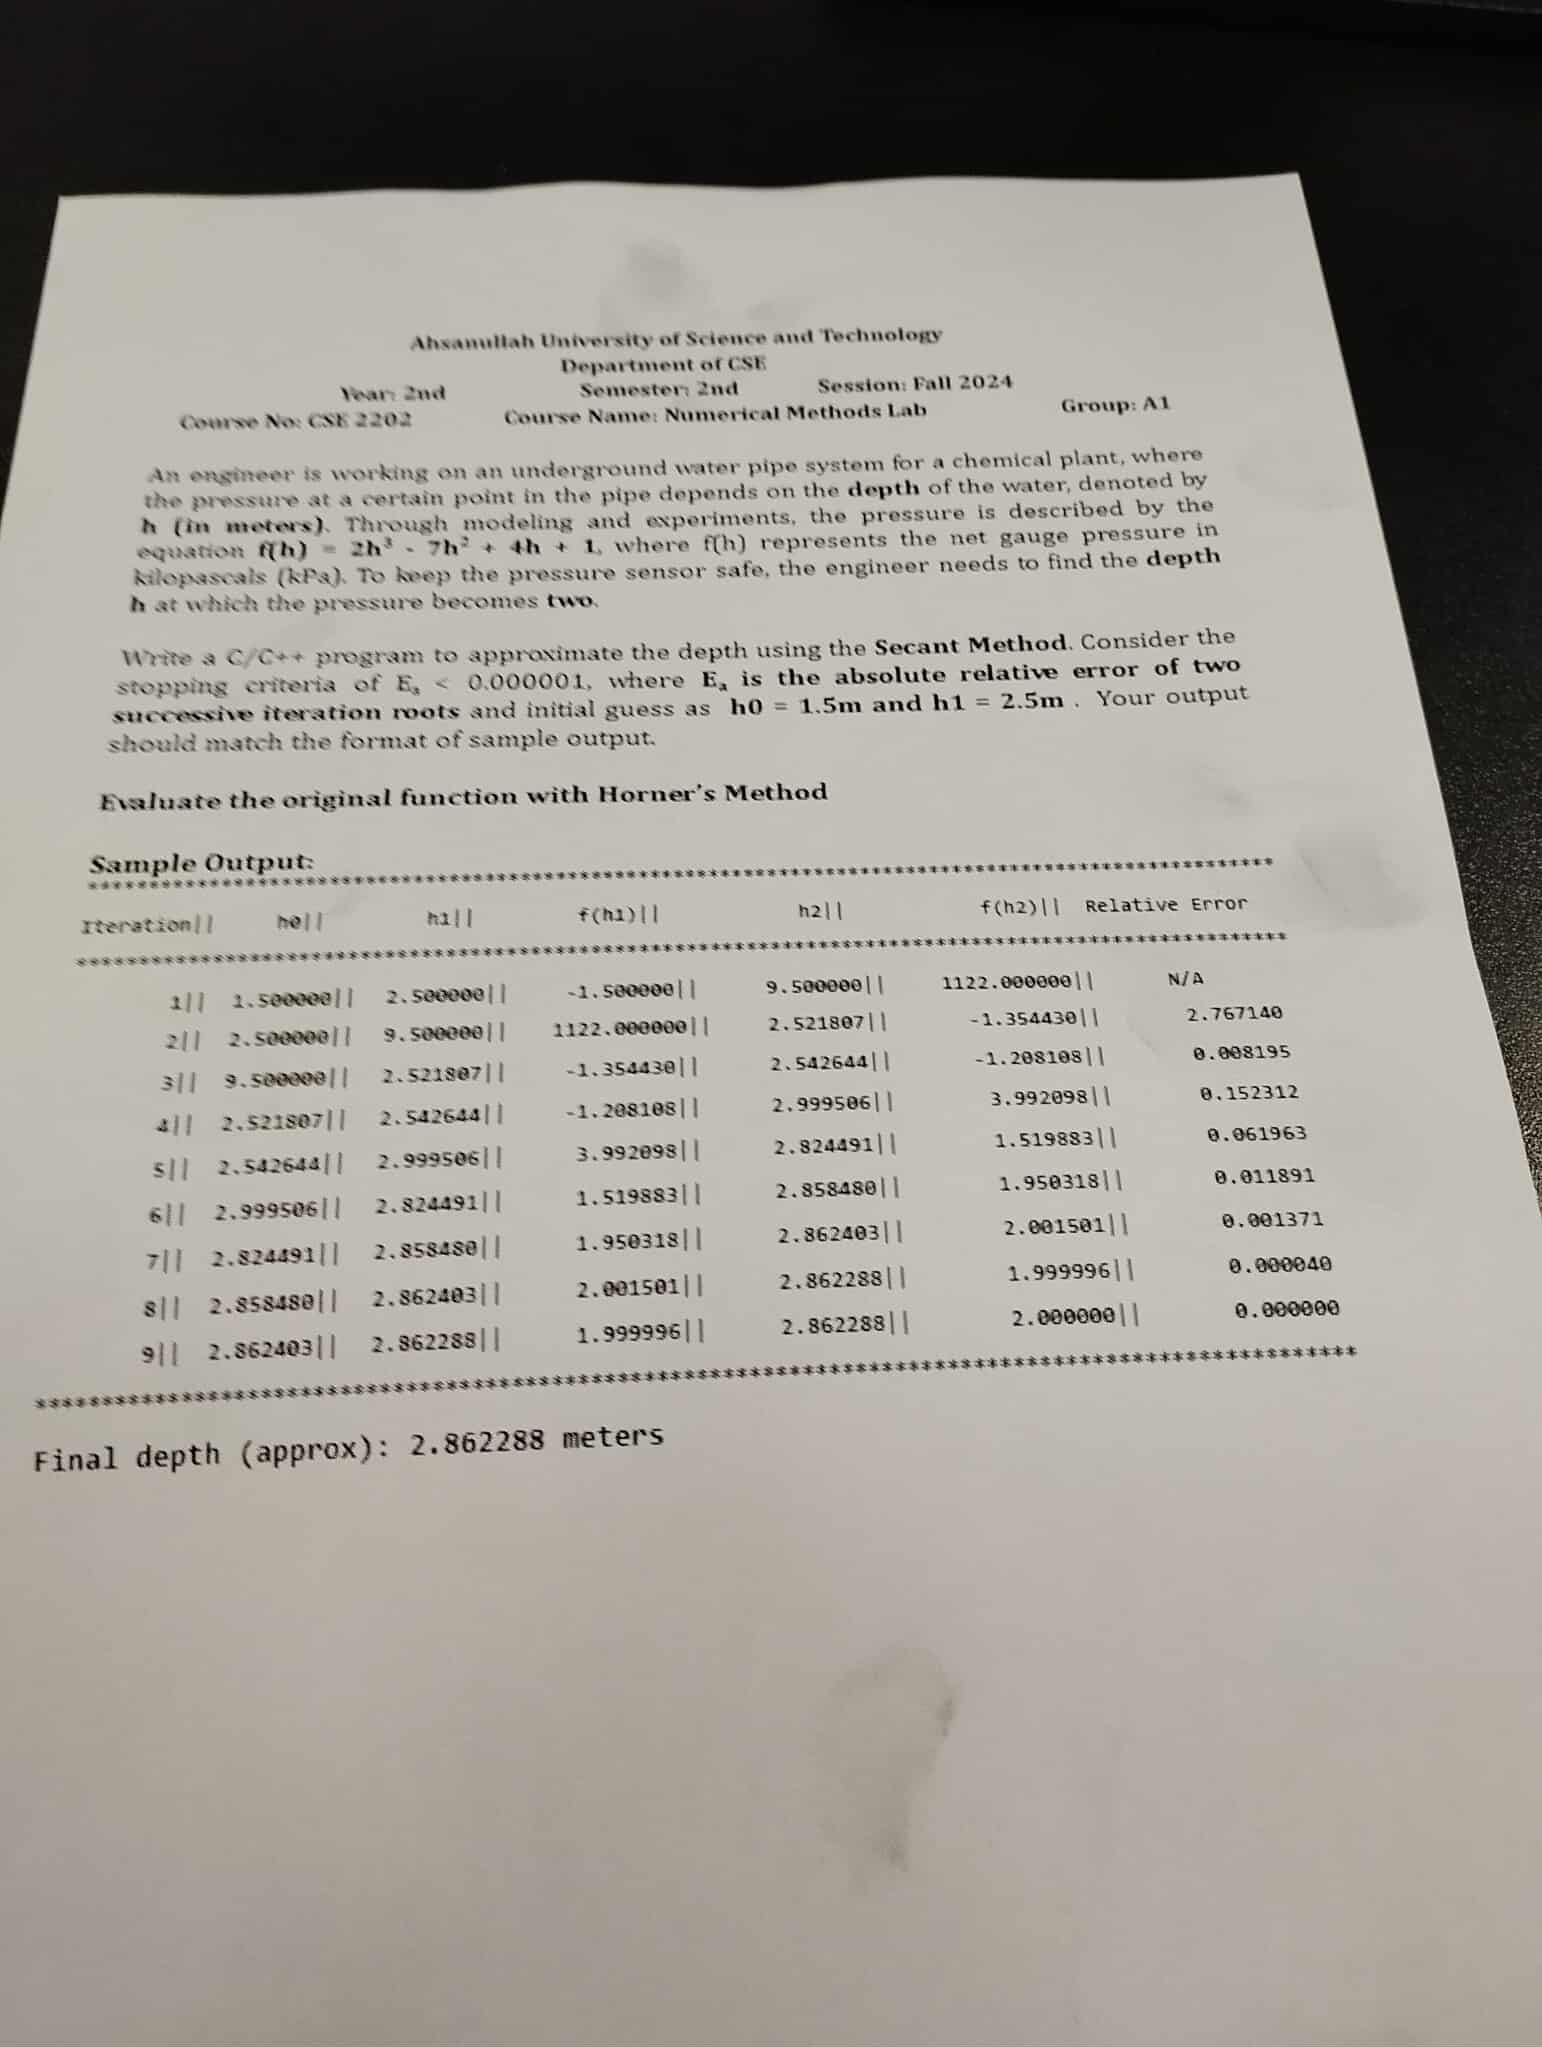 Ahsanullah University of Science and Technology
Department of CSE
Year: 2nd Semester: 2nd Session: Fall 2024
Course No: CSE 2202 Course Name: Numerical Methods Lab Group: A1
An engineer is working on an underground water pipe system for a chemical plant, where
the pressure at a certain point in the pipe depends on the depth of the water, denoted by
h (in meters). Through modeling and experiments, the pressure is described by the
equation f(h) = 2h³ - 7h² + 4h + 1, where f(h) represents the net gauge pressure in
kilopascals (kPa). To keep the pressure sensor safe, the engineer needs to find the depth
h at which the pressure becomes two.
Write a C/C++ program to approximate the depth using the Secant Method. Consider the
stopping criteria of Eₐ < 0.000001, where Eₐ is the absolute relative error of two
successive iteration roots and initial guess as h0 = 1.5m and h1 = 2.5m . Your output
should match the format of sample output.
Evaluate the original function with Horner's Method
Sample Output:
*****************************************************************************************
Iteration|| h0|| h1|| f(h1)|| h2|| f(h2)|| Relative Error
*****************************************************************************************
1|| 1.500000|| 2.500000|| -1.500000|| 9.500000|| 1122.000000|| N/A
2|| 2.500000|| 9.500000|| 1122.000000|| 2.521807|| -1.354430|| 2.767140
3|| 9.500000|| 2.521807|| -1.354430|| 2.542644|| -1.208108|| 0.008195
4|| 2.521807|| 2.542644|| -1.208108|| 2.999506|| 3.992098|| 0.152312
5|| 2.542644|| 2.999506|| 3.992098|| 2.824491|| 1.519883|| 0.061963
6|| 2.999506|| 2.824491|| 1.519883|| 2.858480|| 1.950318|| 0.011891
7|| 2.824491|| 2.858480|| 1.950318|| 2.862403|| 2.001501|| 0.001371
8|| 2.858480|| 2.862403|| 2.001501|| 2.862288|| 1.999996|| 0.000040
9|| 2.862403|| 2.862288|| 1.999996|| 2.862288|| 2.000000|| 0.000000
*****************************************************************************************
Final depth (approx): 2.862288 meters